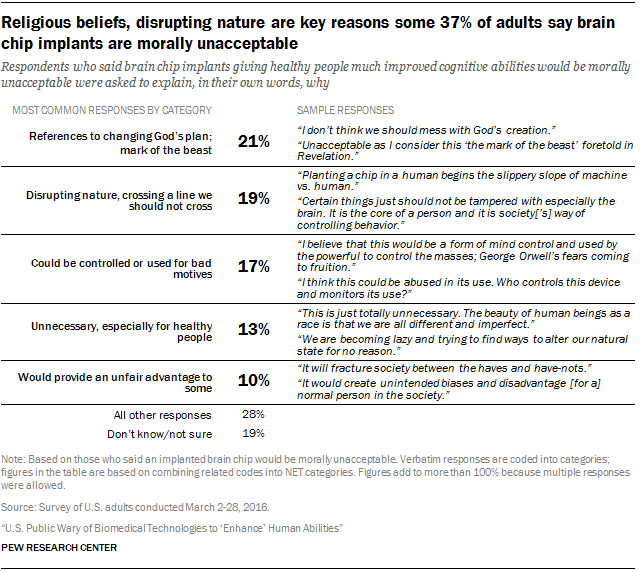 Religious beliefs, disrupting nature are key reasons some 37% of adults say brain
chip implants are morally unacceptable
Respondents who said brain chip implants giving healthy people much improved cognitive abilities would be morally
unacceptable were asked to explain, in their own words, why
MOST COMMON RESPONSES BY CATEGORY SAMPLE RESPONSES
References to changing God's plan;
mark of the beast
21%
"I don't think we should mess with God's creation."
"Unacceptable as I consider this 'the mark of the beast' foretold in
Revelation."
Disrupting nature, crossing a line we
should not cross
19%
"Planting a chip in a human begins the slippery slope of machine
vs. human."
"Certain things just should not be tampered with especially the
brain. It is the core of a person and it is society['s] way of
controlling behavior."
Could be controlled or used for bad
motives
17%
"I believe that this would be a form of mind control and used by
the powerful to control the masses; George Orwell's fears coming
to fruition."
"I think this could be abused in its use. Who controls this device
and monitors its use?"
Unnecessary, especially for healthy
people
13%
"This is just totally unnecessary. The beauty of human beings as a
race is that we are all different and imperfect."
"We are becoming lazy and trying to find ways to alter our natural
state for no reason."
Would provide an unfair advantage to
some
10%
"It will fracture society between the haves and have-nots."
"It would create unintended biases and disadvantage [for a]
normal person in the society."
All other responses 28%
Don't know/not sure 19%
Note: Based on those who said an implanted brain chip would be morally unacceptable. Verbatim responses are coded into categories;
figures in the table are based on combining related codes into NET categories. Figures add to more than 100% because multiple responses
were allowed.
Source: Survey of U.S. adults conducted March 2-28, 2016.
"U.S. Public Wary of Biomedical Technologies to 'Enhance' Human Abilities"
PEW RESEARCH CENTER